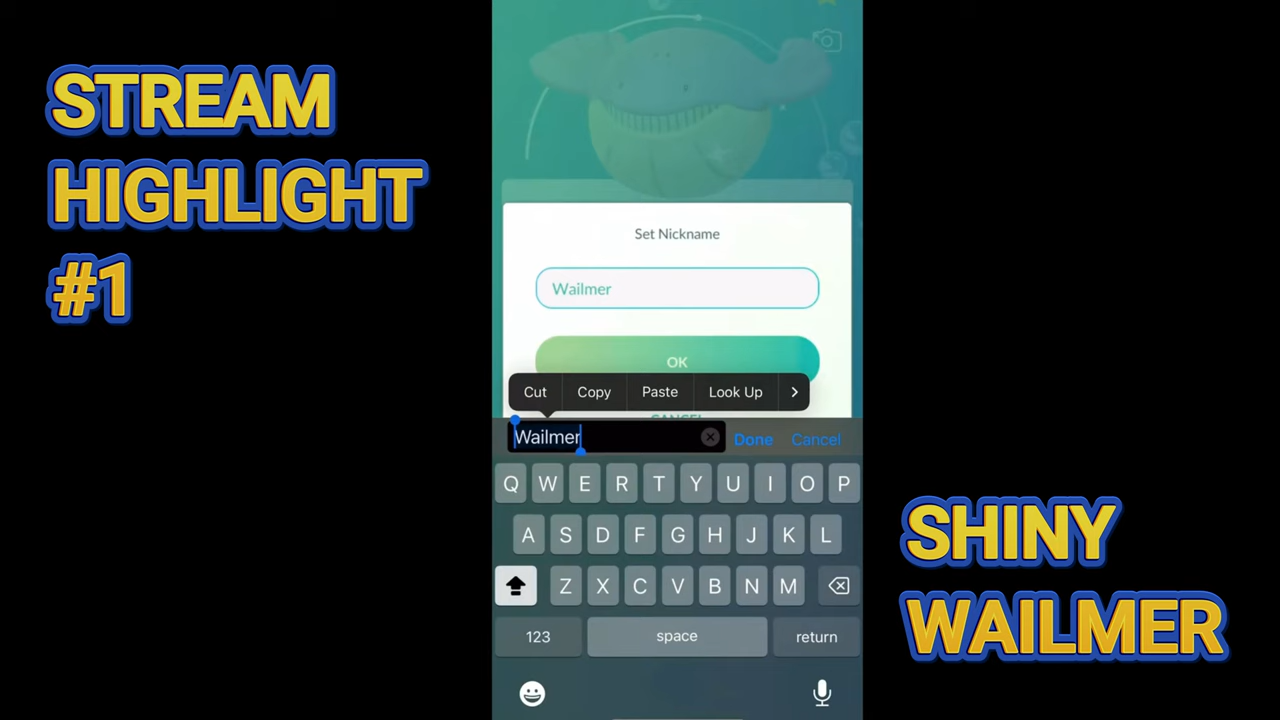 STREAM
HIGHLIGHT
#1
Set Nickname
Wailmer
OK
Cut Copy Paste Look Up
CANCEL
Wailmer Done Cancel
Q W E R T Y U I O P
A S D F G H J K L
Z X C V B N M
123 space return
SHINY
WAILMER